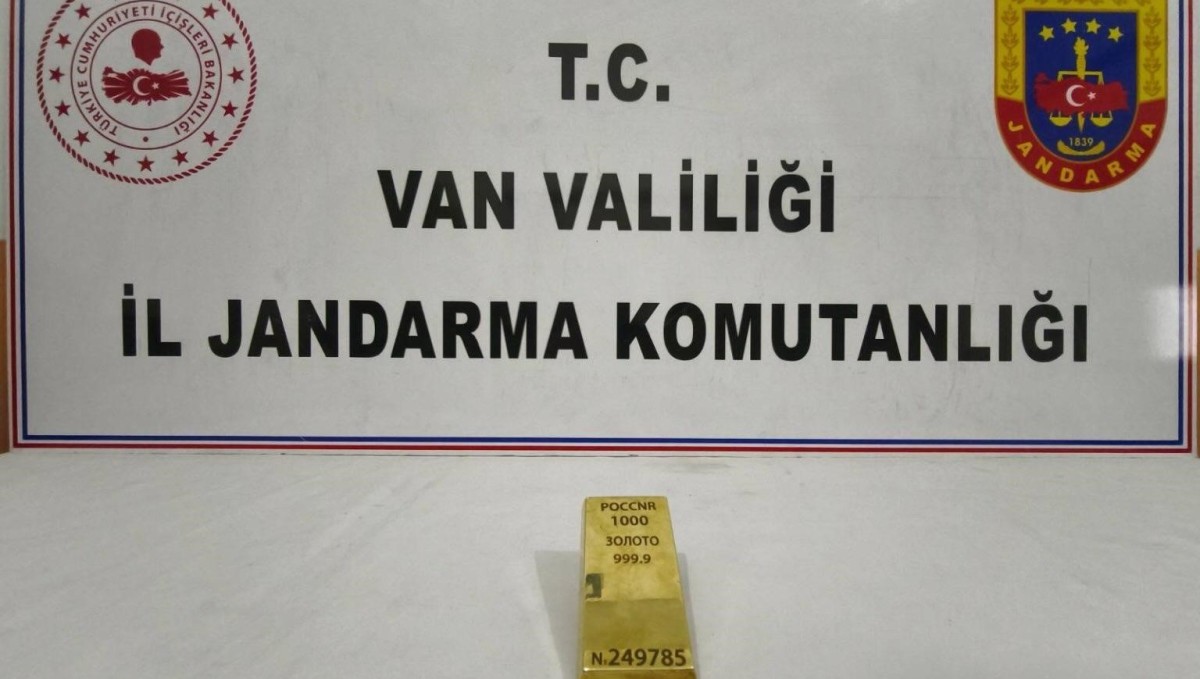 TÜRKİYE CUMHURİYETİ İÇİŞLERİ BAKANLIĞI
T.C.
VAN VALİLİĞİ
İL JANDARMA KOMUTANLIĞI
1839
JANDARMA
POCCNR
1000
ЗОЛОТО
999.9
N.249785